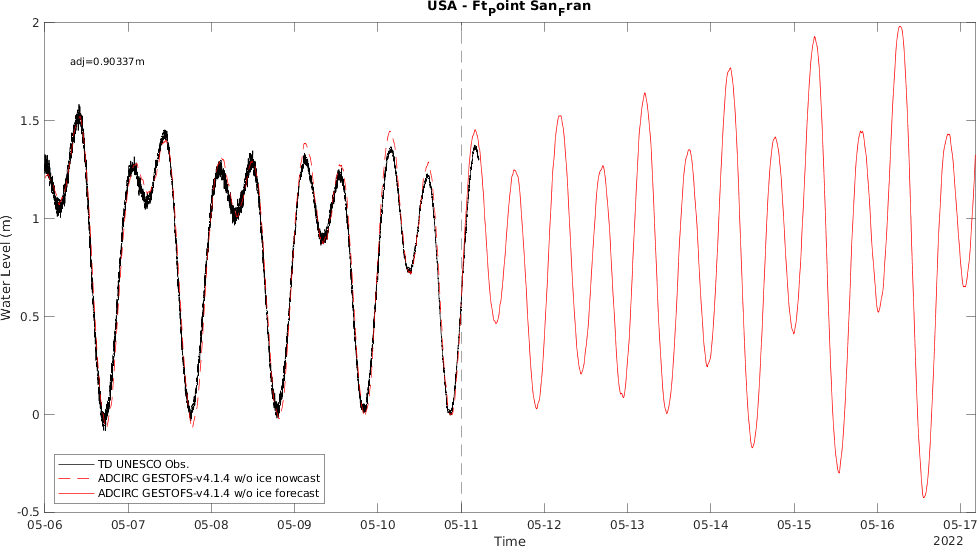 USA - Ft_Point San_Fran
adj=0.90337m
2
1.5
1
0.5
0
-0.5
Water Level (m)
TD UNESCO Obs.
ADCIRC GESTOFS-v4.1.4 w/o ice nowcast
ADCIRC GESTOFS-v4.1.4 w/o ice forecast
05-06 05-07 05-08 05-09 05-10 05-11 05-12 05-13 05-14 05-15 05-16 05-17
Time
2022